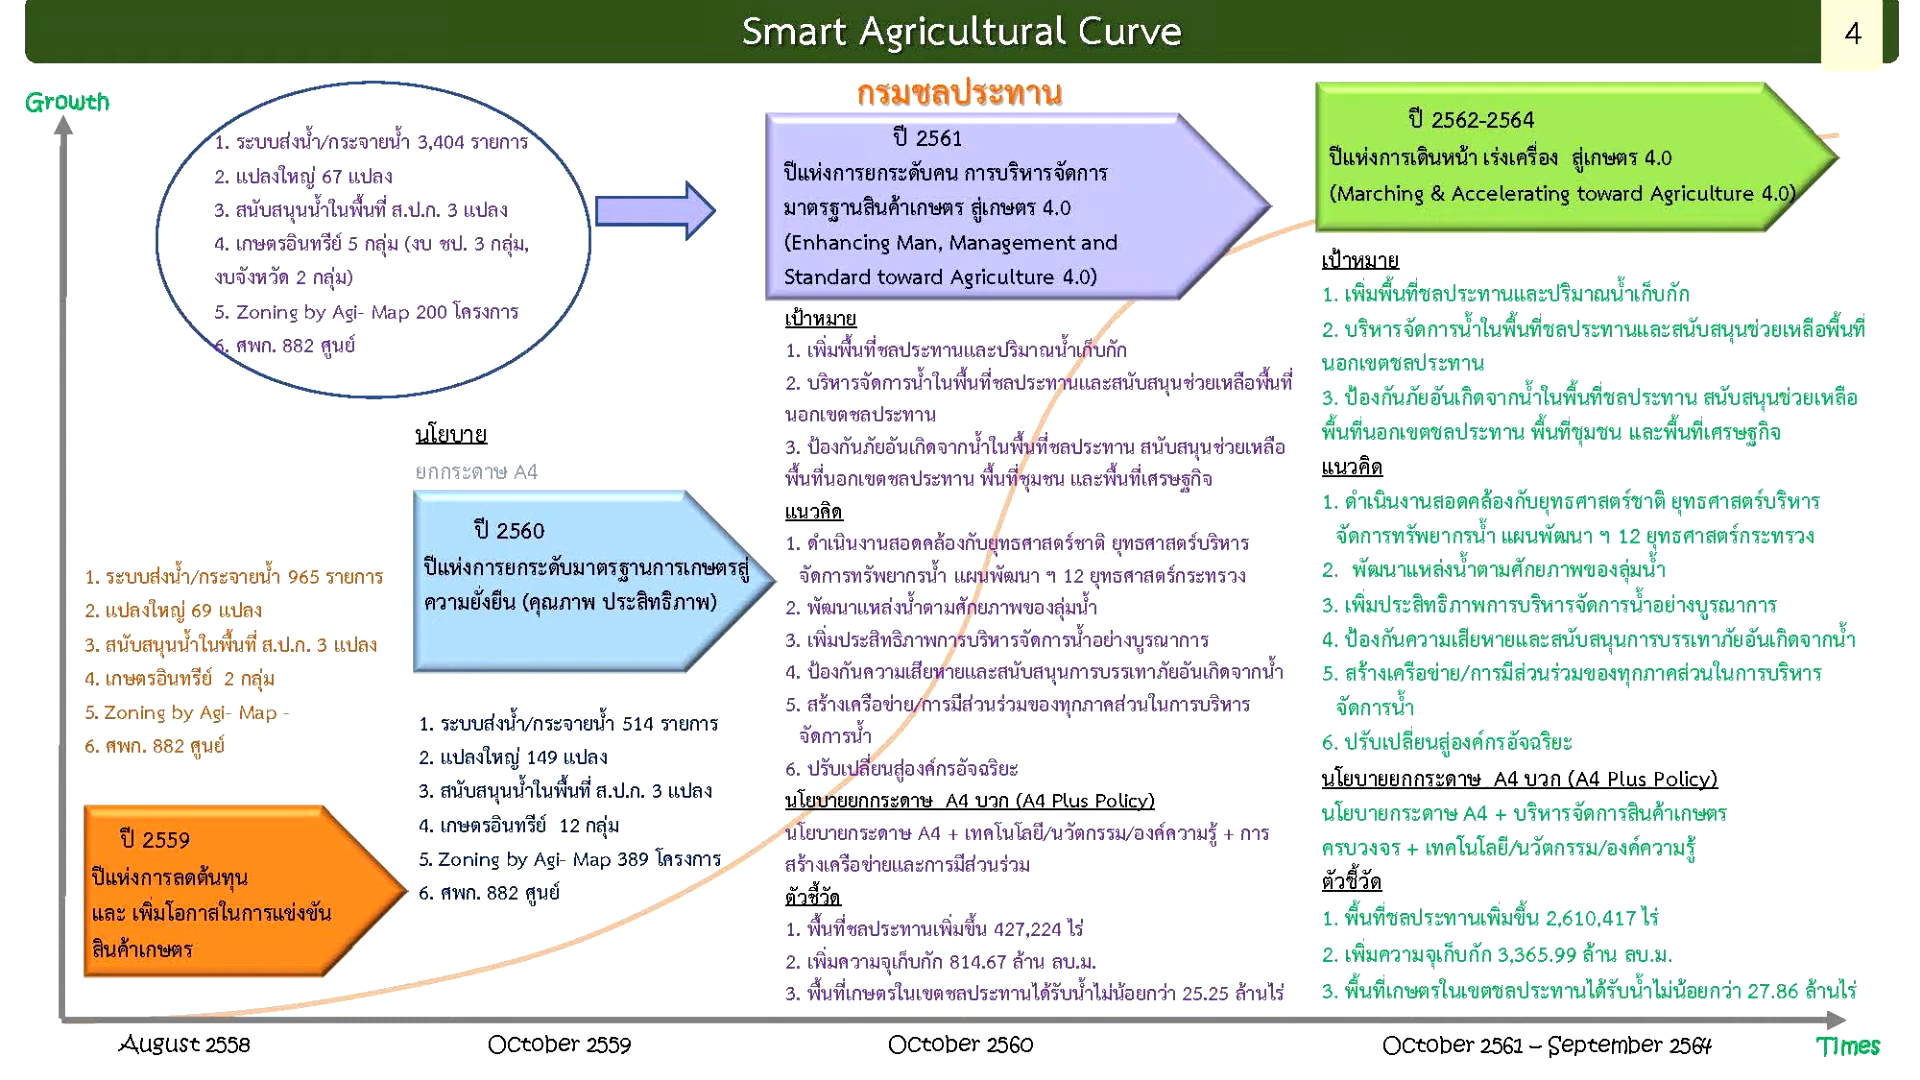 Smart Agricultural Curve
4
Growth
กรมชลประทาน
1. ระบบส่งน้ำ/กระจายน้ำ 3,404 รายการ
2. แปลงใหญ่ 67 แปลง
3. สนับสนุนน้ำในพื้นที่ ส.ป.ก. 3 แปลง
4. เกษตรอินทรีย์ 5 กลุ่ม (งบ ชป. 3 กลุ่ม,
งบจังหวัด 2 กลุ่ม)
5. Zoning by Agi- Map 200 โครงการ
6. ศพก. 882 ศูนย์
1. ระบบส่งน้ำ/กระจายน้ำ 965 รายการ
2. แปลงใหญ่ 69 แปลง
3. สนับสนุนน้ำในพื้นที่ ส.ป.ก. 3 แปลง
4. เกษตรอินทรีย์ 2 กลุ่ม
5. Zoning by Agi- Map -
6. ศพก. 882 ศูนย์
ปี 2559
ปีแห่งการลดต้นทุน
และ เพิ่มโอกาสในการแข่งขัน
สินค้าเกษตร
นโยบาย
ยกกระดาษ A4
ปี 2560
ปีแห่งการยกระดับมาตรฐานการเกษตรสู่
ความยั่งยืน (คุณภาพ ประสิทธิภาพ)
1. ระบบส่งน้ำ/กระจายน้ำ 514 รายการ
2. แปลงใหญ่ 149 แปลง
3. สนับสนุนน้ำในพื้นที่ ส.ป.ก. 3 แปลง
4. เกษตรอินทรีย์ 12 กลุ่ม
5. Zoning by Agi- Map 389 โครงการ
6. ศพก. 882 ศูนย์
ปี 2561
ปีแห่งการยกระดับคน การบริหารจัดการ
มาตรฐานสินค้าเกษตร สู่เกษตร 4.0
(Enhancing Man, Management and
Standard toward Agriculture 4.0)
เป้าหมาย
1. เพิ่มพื้นที่ชลประทานและปริมาณน้ำเก็บกัก
2. บริหารจัดการน้ำในพื้นที่ชลประทานและสนับสนุนช่วยเหลือพื้นที่
นอกเขตชลประทาน
3. ป้องกันภัยอันเกิดจากน้ำในพื้นที่ชลประทาน สนับสนุนช่วยเหลือ
พื้นที่นอกเขตชลประทาน พื้นที่ชุมชน และพื้นที่เศรษฐกิจ
แนวคิด
1. ดำเนินงานสอดคล้องกับยุทธศาสตร์ชาติ ยุทธศาสตร์บริหาร
จัดการทรัพยากรน้ำ แผนพัฒนา ฯ 12 ยุทธศาสตร์กระทรวง
2. พัฒนาแหล่งน้ำตามศักยภาพของลุ่มน้ำ
3. เพิ่มประสิทธิภาพการบริหารจัดการน้ำอย่างบูรณาการ
4. ป้องกันความเสียหายและสนับสนุนการบรรเทาภัยอันเกิดจากน้ำ
5. สร้างเครือข่าย/การมีส่วนร่วมของทุกภาคส่วนในการบริหาร
จัดการน้ำ
6. ปรับเปลี่ยนสู่องค์กรอัจฉริยะ
นโยบายยกกระดาษ A4 บวก (A4 Plus Policy)
นโยบายกระดาษ A4 + เทคโนโลยี/นวัตกรรม/องค์ความรู้ + การ
สร้างเครือข่ายและการมีส่วนร่วม
ตัวชี้วัด
1. พื้นที่ชลประทานเพิ่มขึ้น 427,224 ไร่
2. เพิ่มความจุเก็บกัก 814.67 ล้าน ลบ.ม.
3. พื้นที่เกษตรในเขตชลประทานได้รับน้ำไม่น้อยกว่า 25.25 ล้านไร่
ปี 2562-2564
ปีแห่งการเดินหน้า เร่งเครื่อง สู่เกษตร 4.0
(Marching & Accelerating toward Agriculture 4.0)
เป้าหมาย
1. เพิ่มพื้นที่ชลประทานและปริมาณน้ำเก็บกัก
2. บริหารจัดการน้ำในพื้นที่ชลประทานและสนับสนุนช่วยเหลือพื้นที่
นอกเขตชลประทาน
3. ป้องกันภัยอันเกิดจากน้ำในพื้นที่ชลประทาน สนับสนุนช่วยเหลือ
พื้นที่นอกเขตชลประทาน พื้นที่ชุมชน และพื้นที่เศรษฐกิจ
แนวคิด
1. ดำเนินงานสอดคล้องกับยุทธศาสตร์ชาติ ยุทธศาสตร์บริหาร
จัดการทรัพยากรน้ำ แผนพัฒนา ฯ 12 ยุทธศาสตร์กระทรวง
2. พัฒนาแหล่งน้ำตามศักยภาพของลุ่มน้ำ
3. เพิ่มประสิทธิภาพการบริหารจัดการน้ำอย่างบูรณาการ
4. ป้องกันความเสียหายและสนับสนุนการบรรเทาภัยอันเกิดจากน้ำ
5. สร้างเครือข่าย/การมีส่วนร่วมของทุกภาคส่วนในการบริหาร
จัดการน้ำ
6. ปรับเปลี่ยนสู่องค์กรอัจฉริยะ
นโยบายยกกระดาษ A4 บวก (A4 Plus Policy)
นโยบายกระดาษ A4 + บริหารจัดการสินค้าเกษตร
ครบวงจร + เทคโนโลยี/นวัตกรรม/องค์ความรู้
ตัวชี้วัด
1. พื้นที่ชลประทานเพิ่มขึ้น 2,610,417 ไร่
2. เพิ่มความจุเก็บกัก 3,365.99 ล้าน ลบ.ม.
3. พื้นที่เกษตรในเขตชลประทานได้รับน้ำไม่น้อยกว่า 27.86 ล้านไร่
August 2558
October 2559
October 2560
October 2561 – September 2564
Times